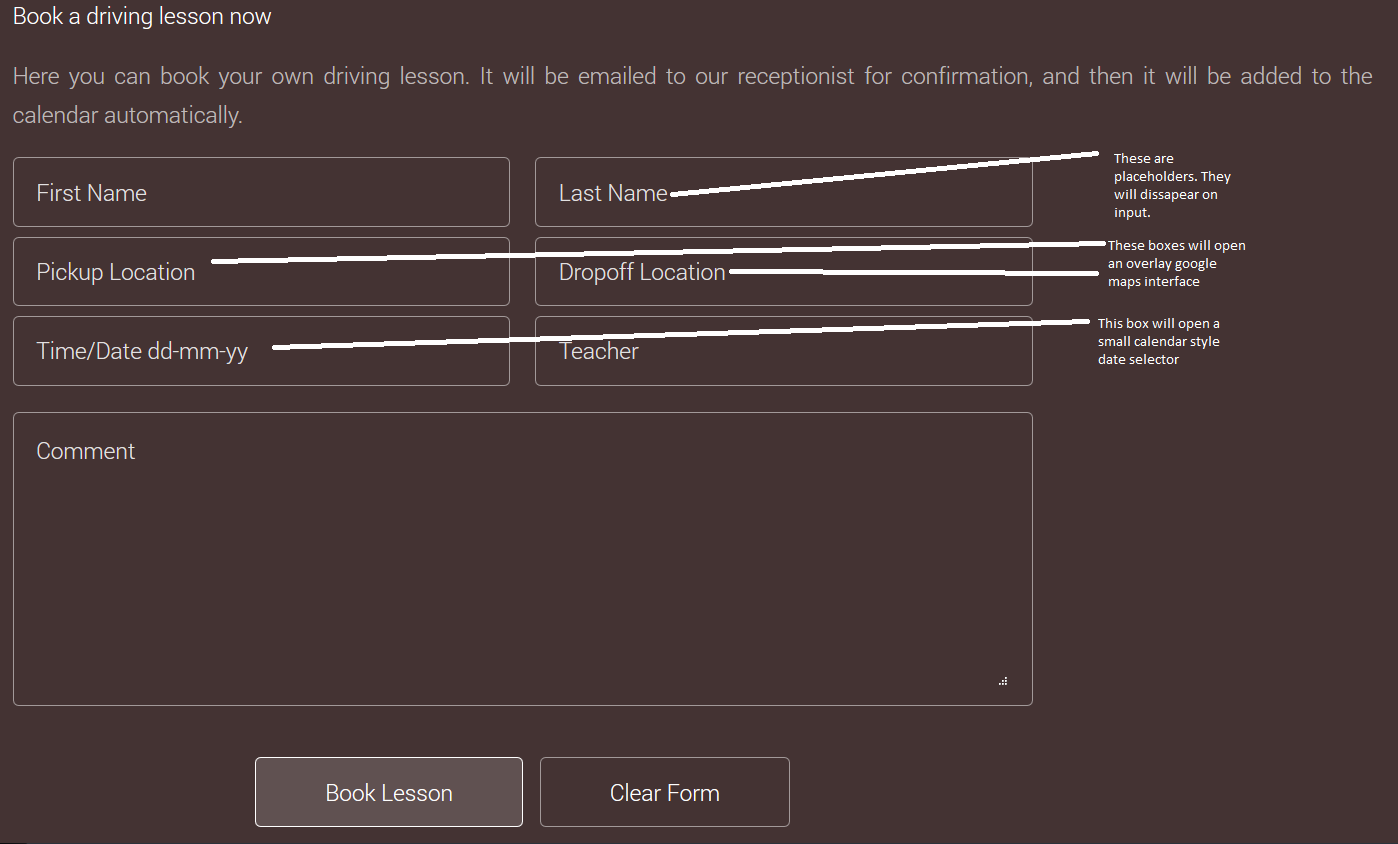 Book a driving lesson now
Here you can book your own driving lesson. It will be emailed to our receptionist for confirmation, and then it will be added to the
calendar automatically.
First Name
Last Name
These are
placeholders. They
will dissapear on
input.
Pickup Location
Dropoff Location
These boxes will open
an overlay google
maps interface
Time/Date dd-mm-yy
Teacher
This box will open a
small calendar style
date selector
Comment
Book Lesson
Clear Form